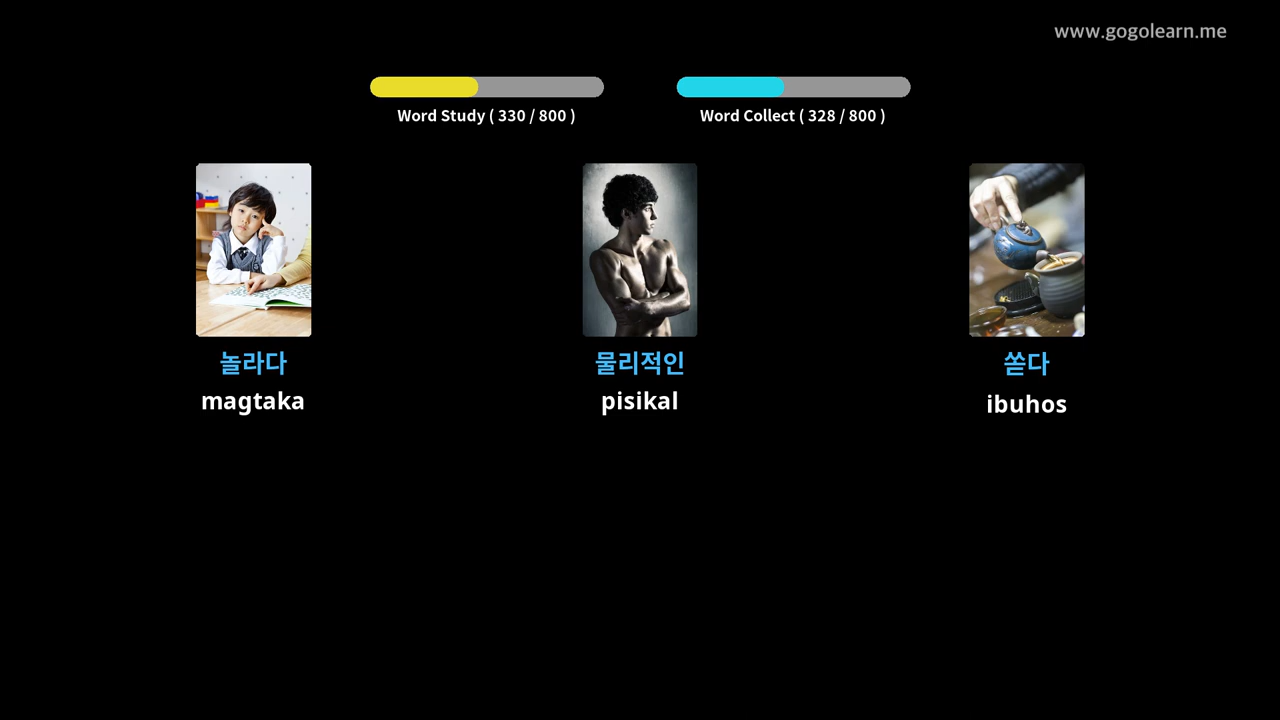 www.gogolearn.me
Word Study ( 330 / 800 )
Word Collect ( 328 / 800 )
놀라다
magtaka
물리적인
pisikal
쏟다
ibuhos